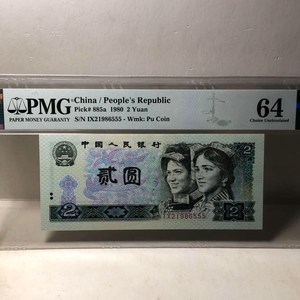 PMG
PAPER MONEY GUARANTY
China / People's Republic
Pick# 885a 1980 2 Yuan
S/N IX21986555 - Wmk: Pu Coin
64
Choice Uncirculated
中国人民银行
贰圆
2
IX21986555
2